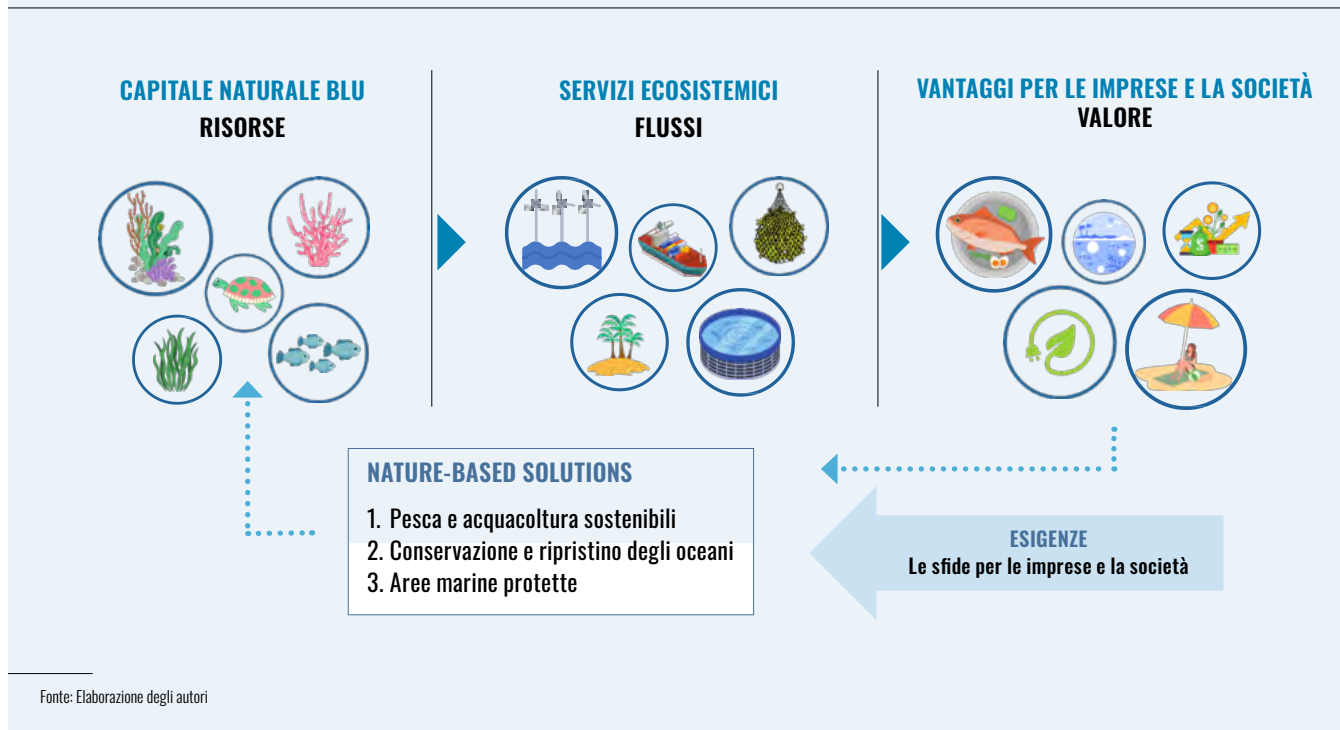 CAPITALE NATURALE BLU
RISORSE
SERVIZI ECOSISTEMICI
FLUSSI
VANTAGGI PER LE IMPRESE E LA SOCIETÀ
VALORE
NATURE-BASED SOLUTIONS
1. Pesca e acquacoltura sostenibili
2. Conservazione e ripristino degli oceani
3. Aree marine protette
ESIGENZE
Le sfide per le imprese e la società
Fonte: Elaborazione degli autori